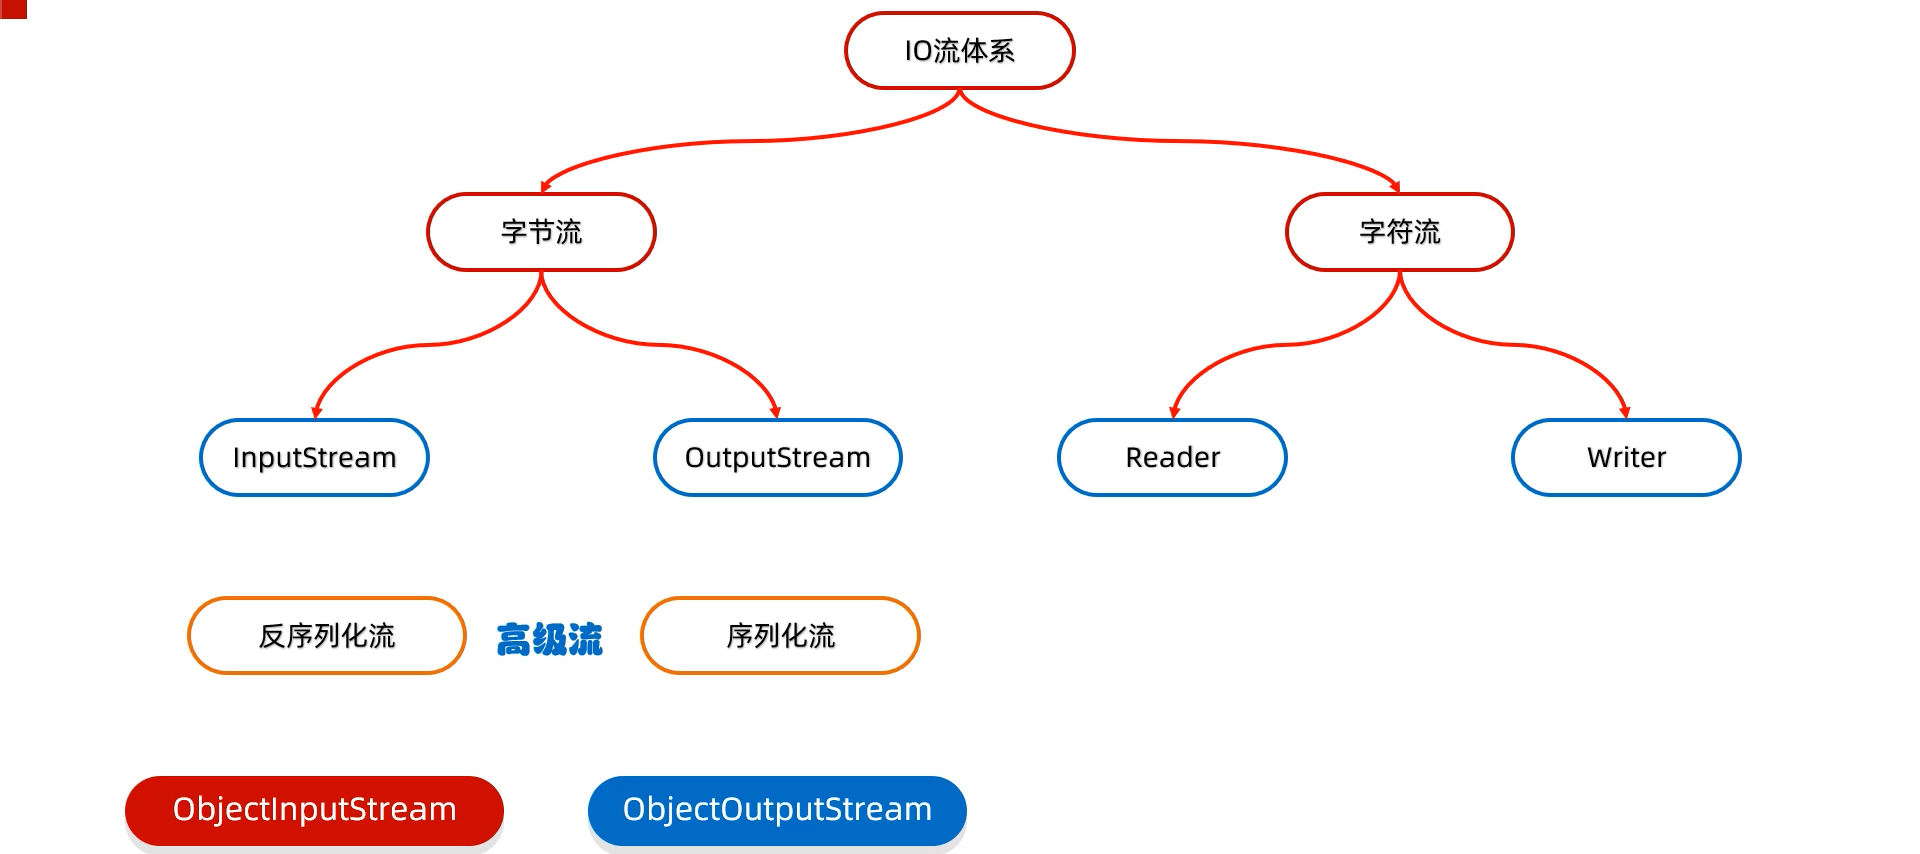 IO流体系
字节流
字符流
InputStream
OutputStream
Reader
Writer
反序列化流
高级流
序列化流
ObjectInputStream
ObjectOutputStream